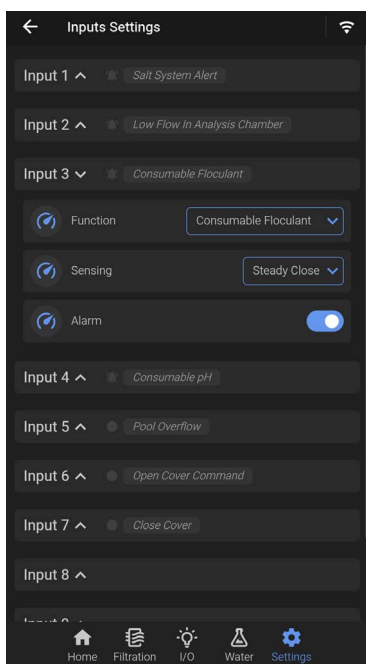 Inputs Settings
Input 1 Salt System Alert
Input 2 Low Flow In Analysis Chamber
Input 3 Consumable Floculant
Function Consumable Floculant
Sensing Steady Close
Alarm
Input 4 Consumable pH
Input 5 Pool Overflow
Input 6 Open Cover Command
Input 7 Close Cover
Input 8
Home Filtration I/O Water Settings